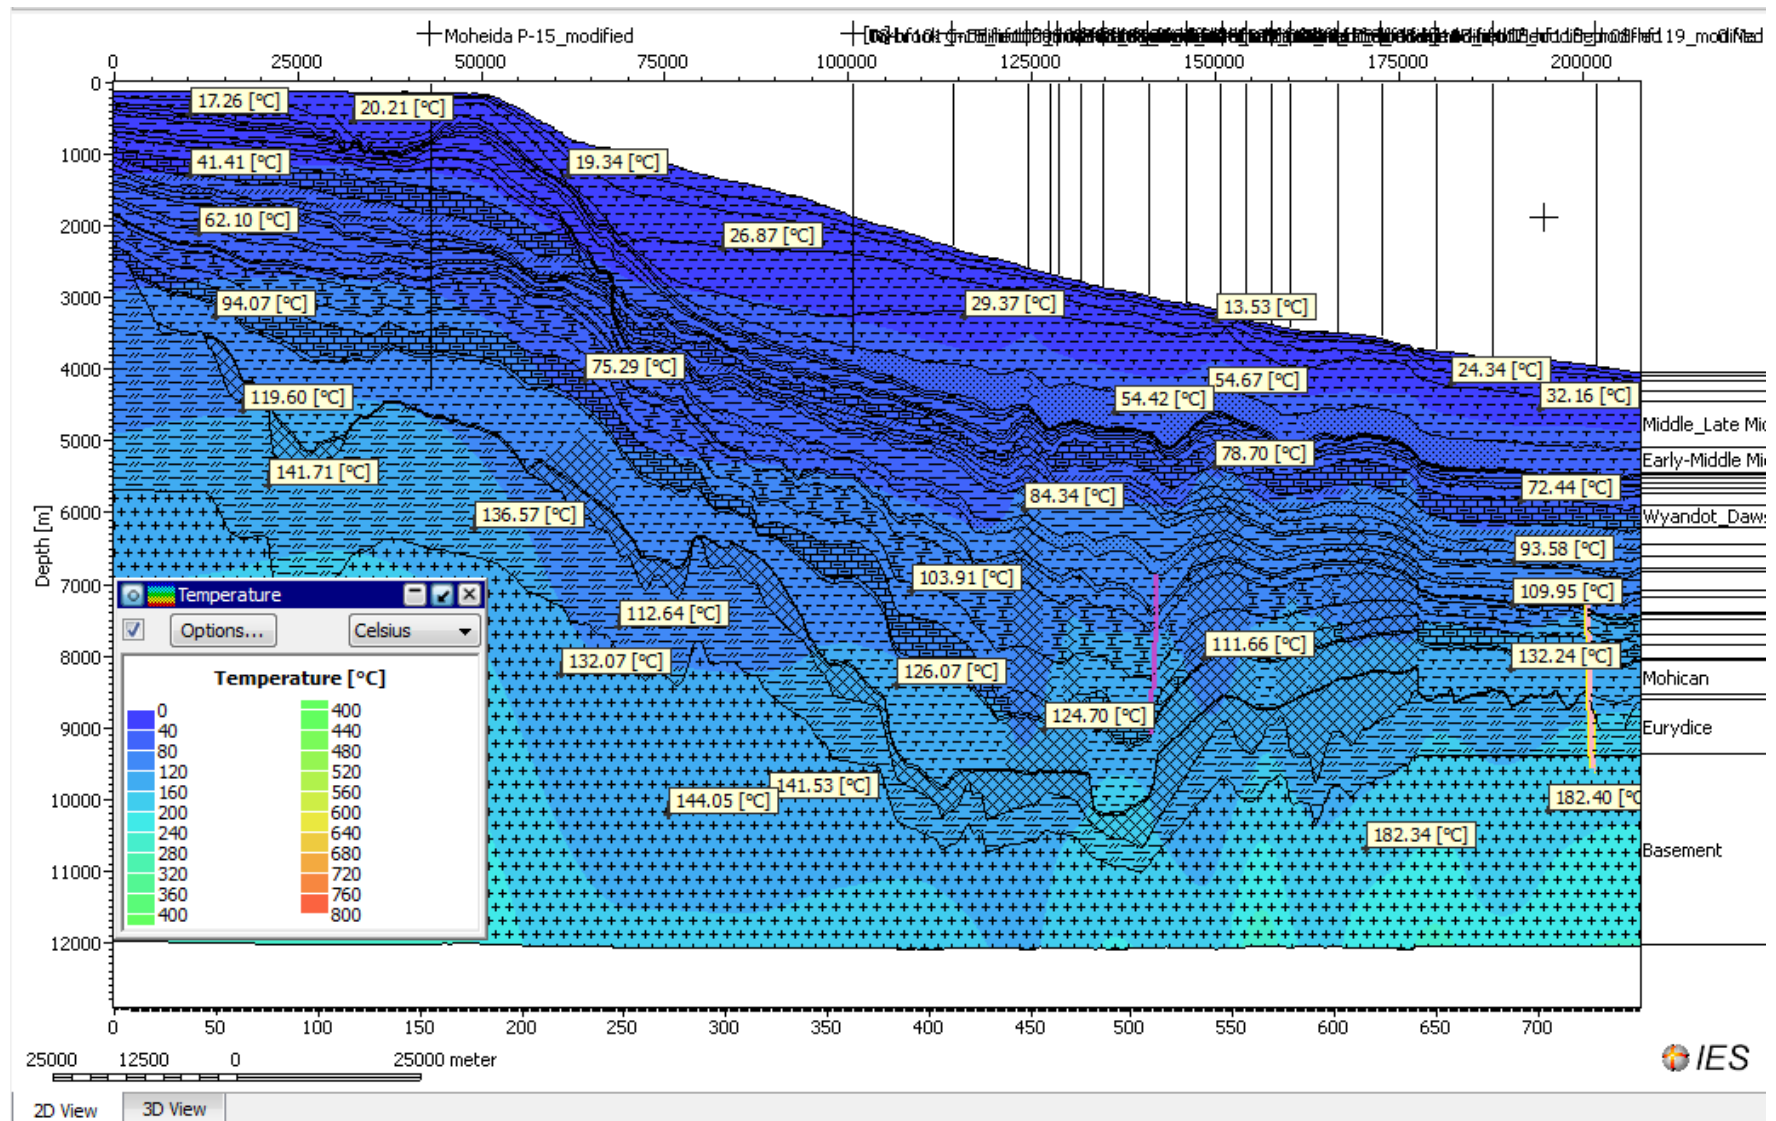 Moheida P-15_modified
0 25000 50000 75000 100000 125000 150000 175000 200000
0
1000
2000
3000
4000
5000
6000
7000
8000
9000
10000
11000
12000
Depth [m]
17.26 [°C]
20.21 [°C]
41.41 [°C]
19.34 [°C]
62.10 [°C]
26.87 [°C]
94.07 [°C]
29.37 [°C]
13.53 [°C]
75.29 [°C]
24.34 [°C]
54.67 [°C]
119.60 [°C]
54.42 [°C]
32.16 [°C]
Middle_Late Mio
78.70 [°C]
Early-Middle Mio
141.71 [°C]
84.34 [°C]
72.44 [°C]
136.57 [°C]
Wyandot_Daws
93.58 [°C]
103.91 [°C]
109.95 [°C]
112.64 [°C]
111.66 [°C]
132.07 [°C]
126.07 [°C]
132.24 [°C]
Mohican
124.70 [°C]
Eurydice
144.05 [°C]
141.53 [°C]
182.40 [°C
182.34 [°C]
Basement
Temperature
Options...
Celsius
Temperature [°C]
0
40
80
120
160
200
240
280
320
360
400
400
440
480
520
560
600
640
680
720
760
800
0 50 100 150 200 250 300 350 400 450 500 550 600 650 700
25000 12500 0 25000 meter
IES
2D View
3D View